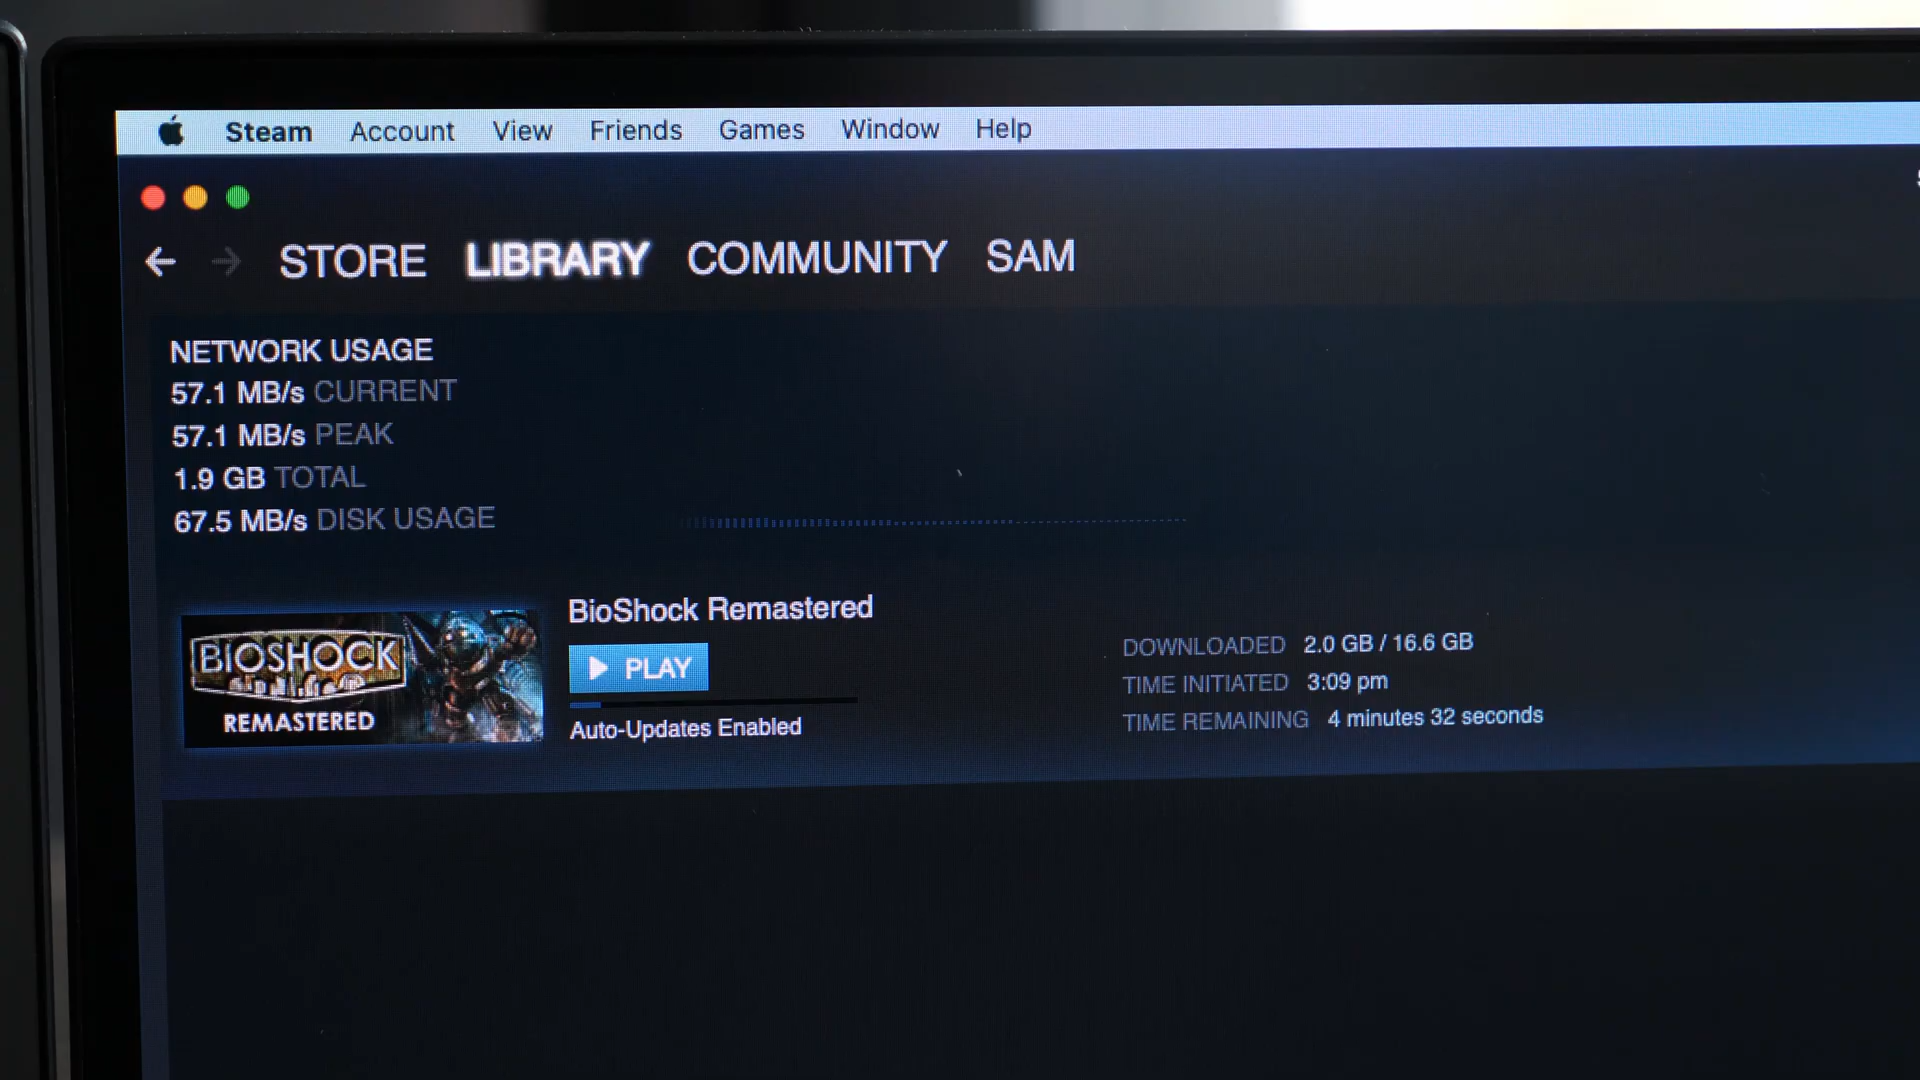 Steam Account View Friends Games Window Help
STORE LIBRARY COMMUNITY SAM
NETWORK USAGE
57.1 MB/s CURRENT
57.1 MB/s PEAK
1.9 GB TOTAL
67.5 MB/s DISK USAGE
BIOSHOCK
REMASTERED
BioShock Remastered
PLAY
Auto-Updates Enabled
DOWNLOADED 2.0 GB / 16.6 GB
TIME INITIATED 3:09 pm
TIME REMAINING 4 minutes 32 seconds